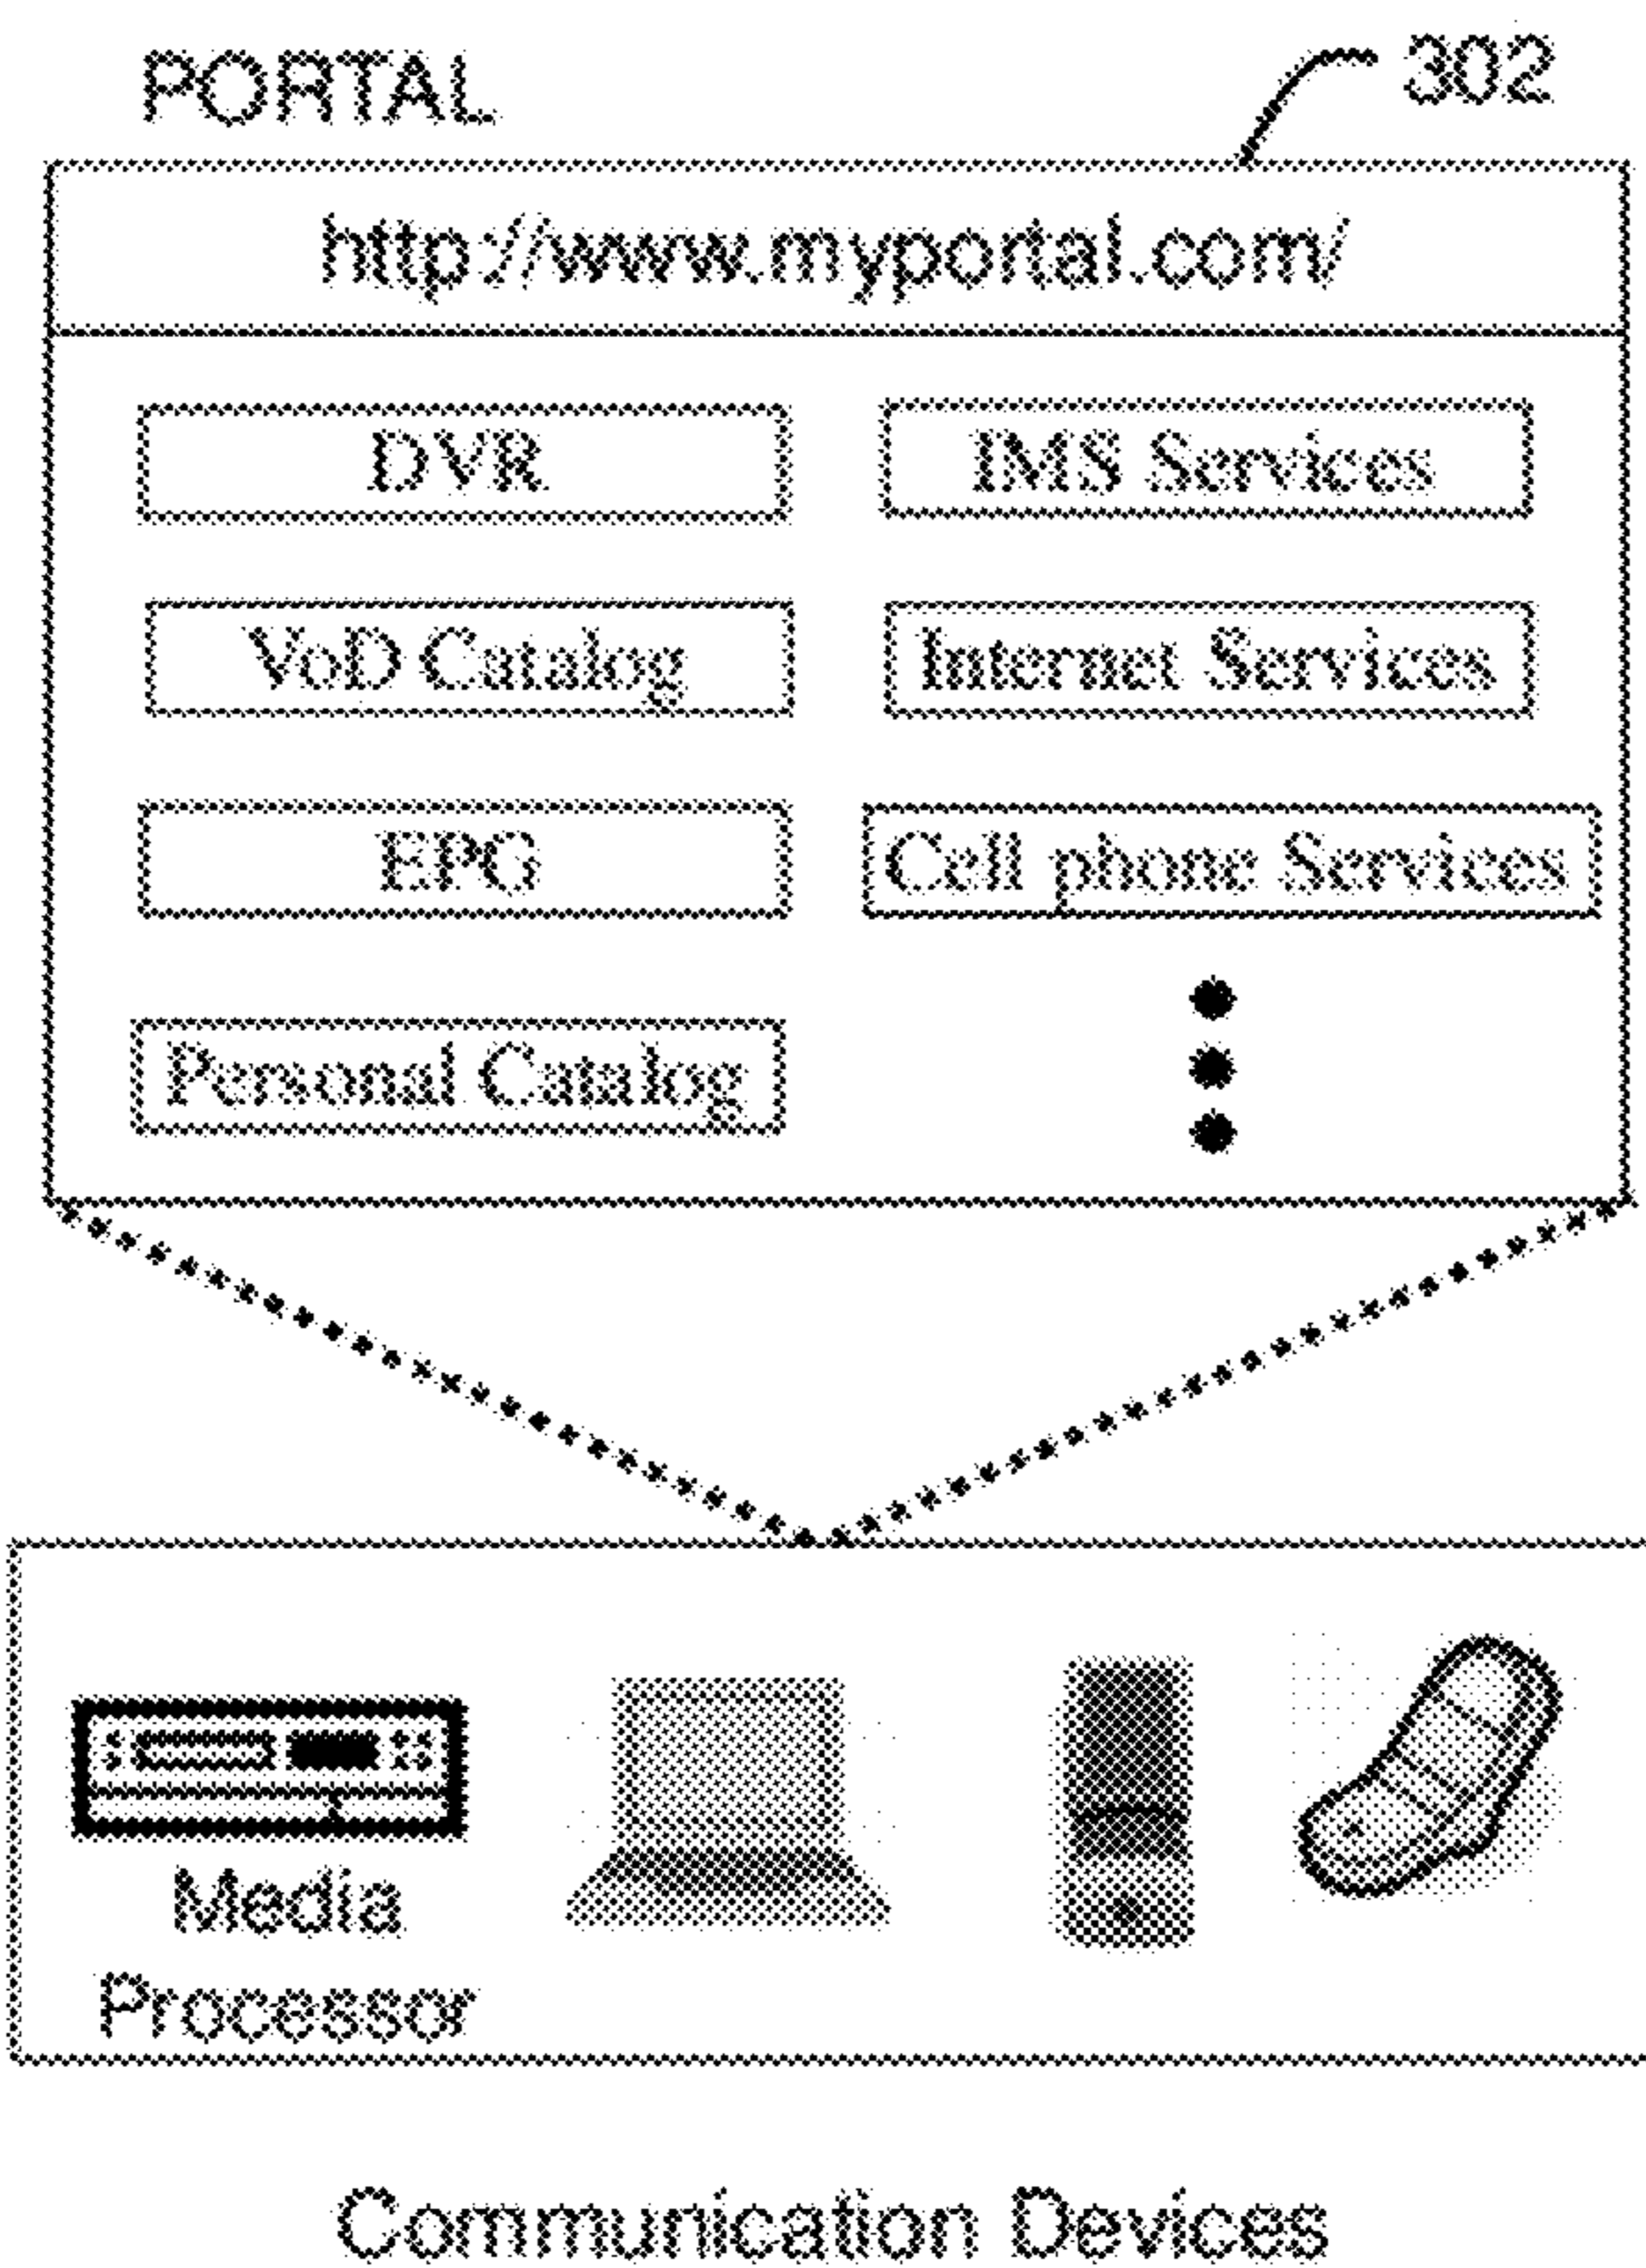 PORTAL
302
http://www.myportal.com/
DVR
IMS Services
VoD Catalog
Internet Services
EPG
Cell phone Services
Personal Catalog
Media
Processor
Communication Devices